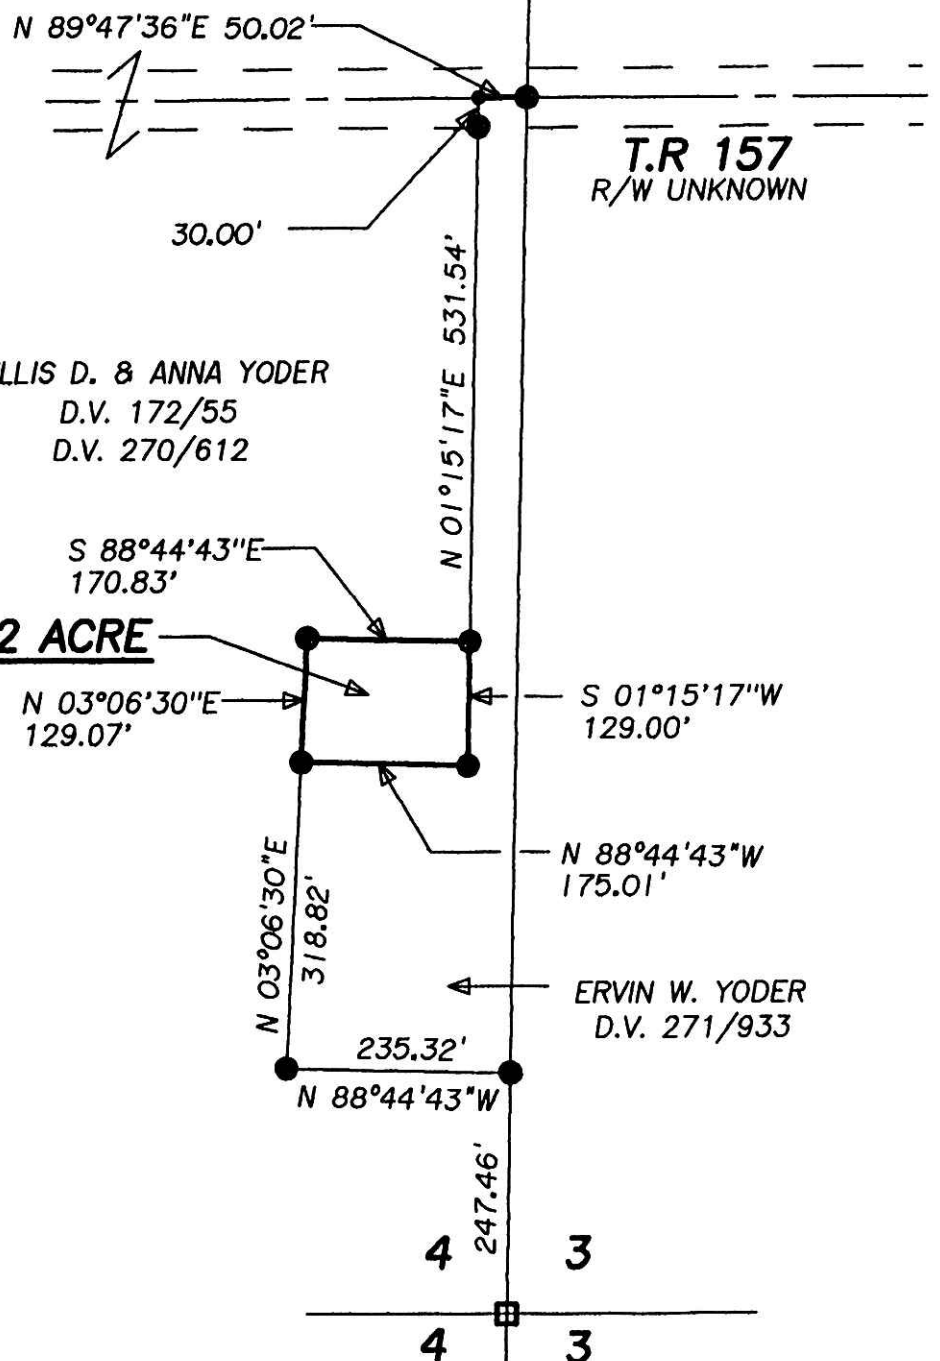 N 89°47'36"E 50.02'
T.R 157
R/W UNKNOWN
30.00'
N 01°15'17"E 531.54'
LLIS D. & ANNA YODER
D.V. 172/55
D.V. 270/612
S 88°44'43"E
170.83'
2 ACRE
N 03°06'30"E
129.07'
S 01°15'17"W
129.00'
N 88°44'43"W
175.01'
N 03°06'30"E
318.82'
ERVIN W. YODER
D.V. 271/933
235.32'
N 88°44'43"W
247.46'
4 3
4 3